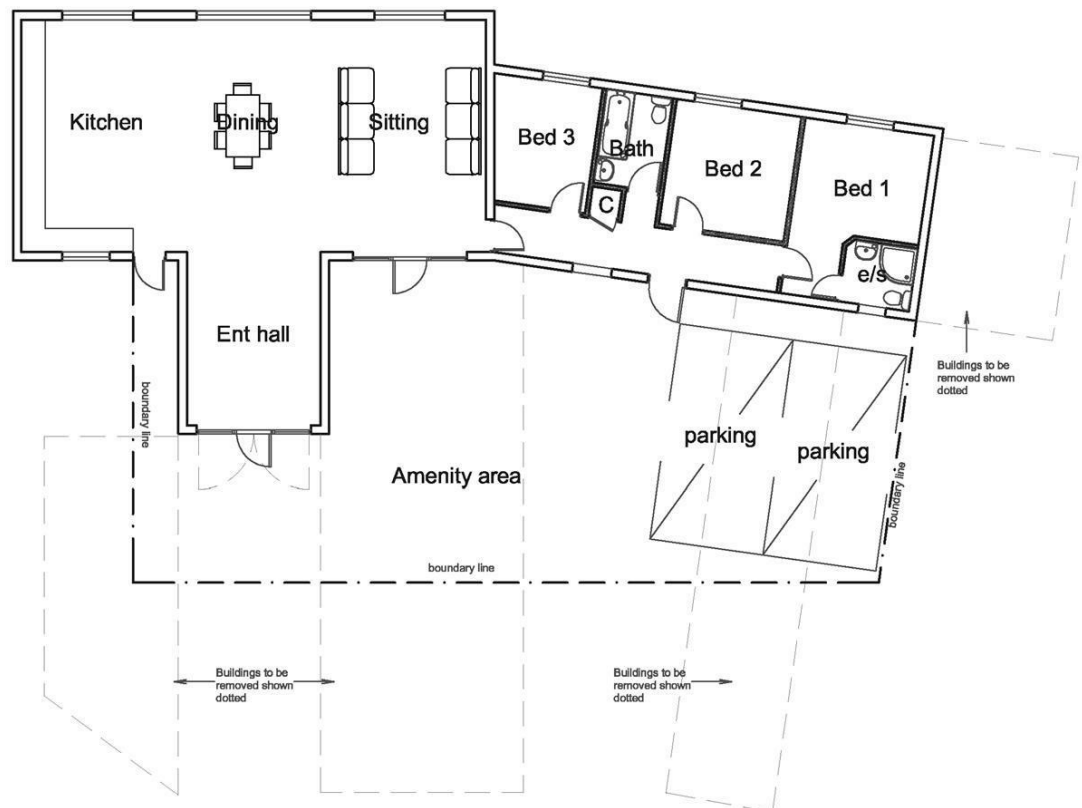 Kitchen
Dining
Sitting
Bed 3
Bath
C
Bed 2
Bed 1
e/s
Ent hall
Buildings to be
removed shown
dotted
boundary line
parking
parking
Amenity area
boundary line
boundary line
Buildings to be
removed shown
dotted
Buildings to be
removed shown
dotted